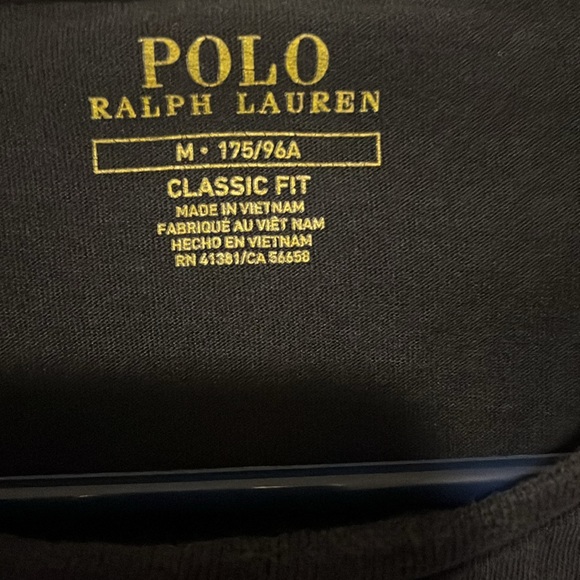 POLO
RALPH LAUREN
M • 175/96A
CLASSIC FIT
MADE IN VIETNAM
FABRIQUÉ AU VIÊT NAM
HECHO EN VIETNAM
RN 41381/CA 56658